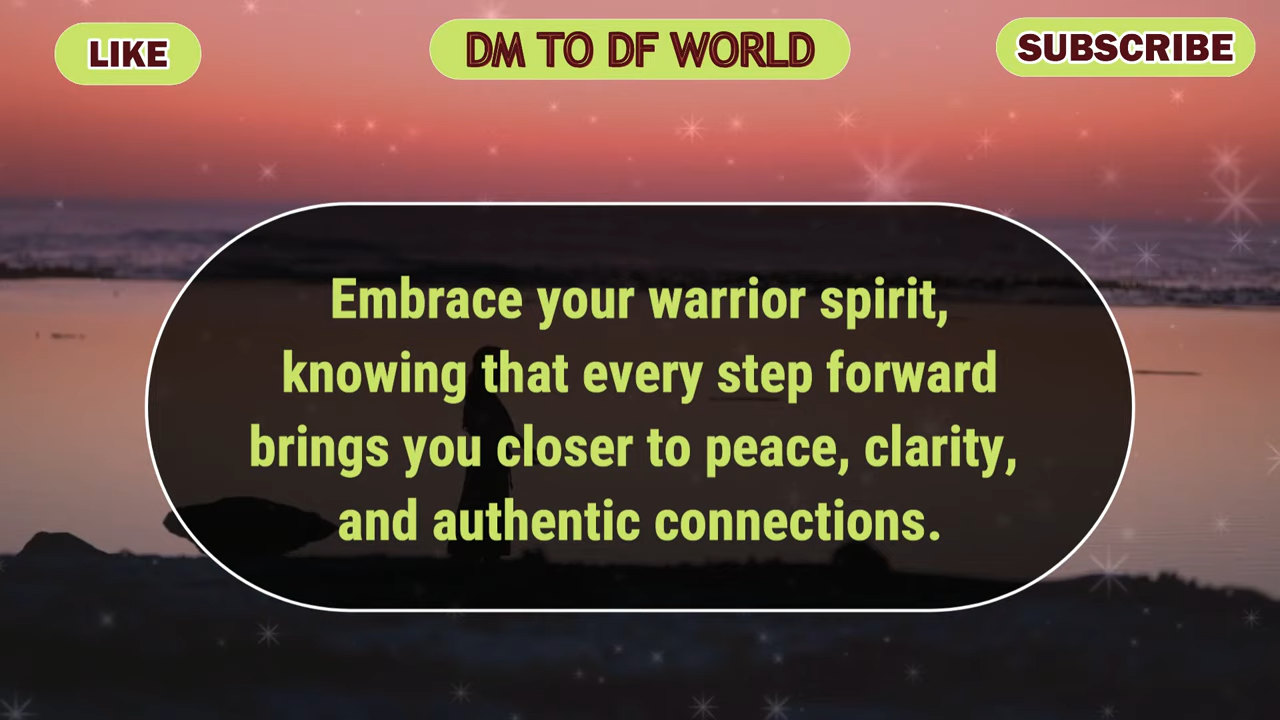 LIKE
DM TO DF WORLD
SUBSCRIBE
Embrace your warrior spirit,
knowing that every step forward
brings you closer to peace, clarity,
and authentic connections.